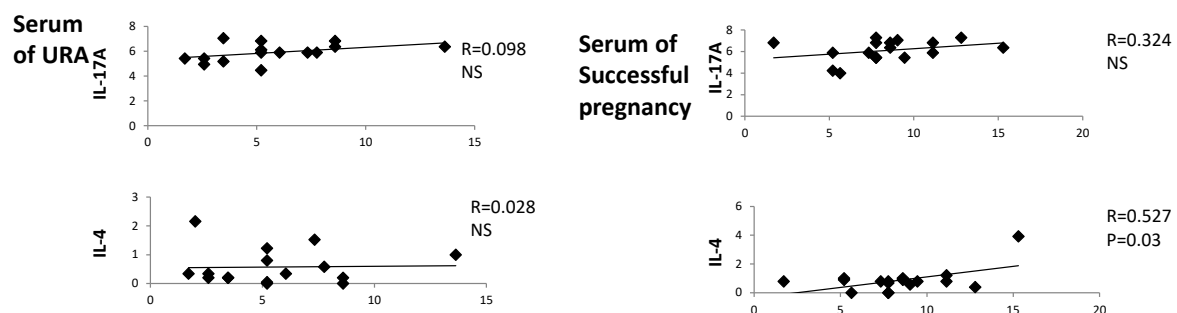 Serum
of URA
IL-17A
8
6
4
2
0
0
5
10
15
R=0.098
NS
Serum of
Successful
pregnancy
IL-17A
8
6
4
2
0
0
5
10
15
20
R=0.324
NS
IL-4
3
2
1
0
0
5
10
15
R=0.028
NS
IL-4
6
4
2
0
0
5
10
15
20
R=0.527
P=0.03